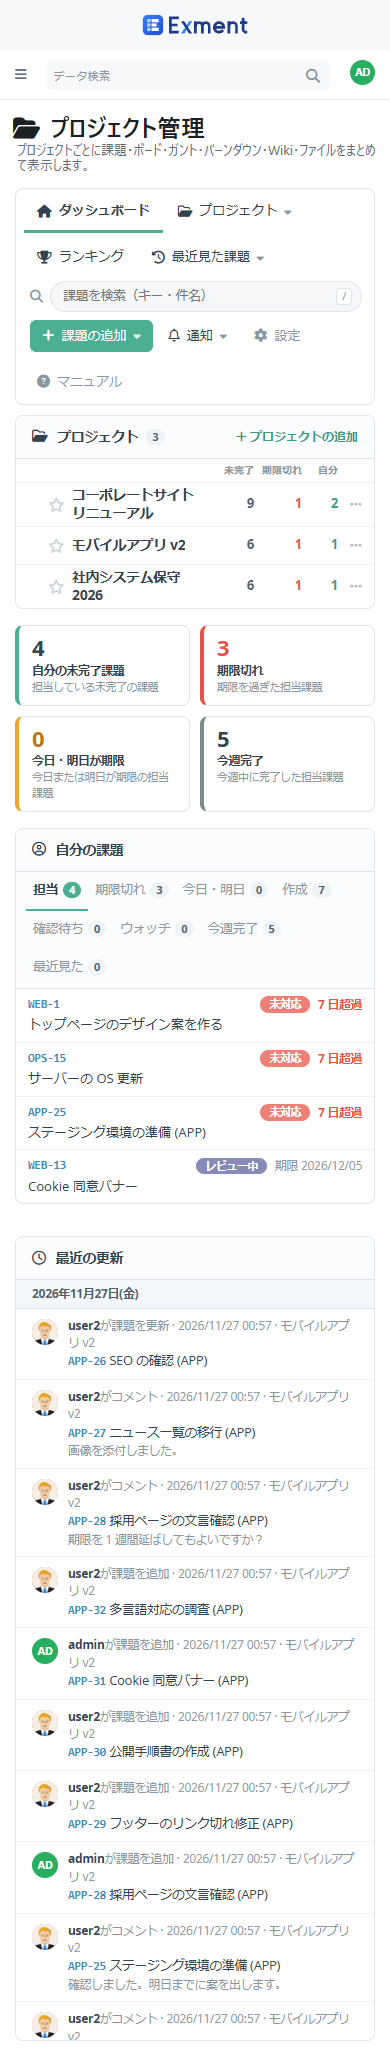 Exment
データ検索
AD
プロジェクト管理
プロジェクトごとに課題・ボード・ガント・バーンダウン・Wiki・ファイルをまとめ
て表示します。
ダッシュボード
プロジェクト
ランキング
最近見た課題
課題を検索（キー・件名）
/
課題の追加
通知
設定
マニュアル
プロジェクト 3
プロジェクトの追加
未完了 期限切れ 自分
コーポレートサイト
リニューアル
9 1 2
モバイルアプリ v2
6 1 1
社内システム保守
2026
6 1 1
4
自分の未完了課題
担当している未完了の課題
3
期限切れ
期限を過ぎた担当課題
0
今日・明日が期限
今日または明日が期限の担当
課題
5
今週完了
今週中に完了した担当課題
自分の課題
担当 4 期限切れ 3 今日・明日 0 作成 7
確認待ち 0 ウォッチ 0 今週完了 5
最近見た 0
WEB-1 未対応 7 日超過
トップページのデザイン案を作る
OPS-15 未対応 7 日超過
サーバーの OS 更新
APP-25 未対応 7 日超過
ステージング環境の準備 (APP)
WEB-13 レビュー中 期限 2026/12/05
Cookie 同意バナー
最近の更新
2026年11月27日(金)
user2が課題を更新 · 2026/11/27 00:57 · モバイルアプ
リ v2
APP-26 SEO の確認 (APP)
user2がコメント · 2026/11/27 00:57 · モバイルアプリ
v2
APP-27 ニュース一覧の移行 (APP)
画像を添付しました。
user2がコメント · 2026/11/27 00:57 · モバイルアプリ
v2
APP-28 採用ページの文言確認 (APP)
期限を 1 週間延ばしてもよいですか？
user2が課題を追加 · 2026/11/27 00:57 · モバイルアプ
リ v2
APP-32 多言語対応の調査 (APP)
AD
adminが課題を追加 · 2026/11/27 00:57 · モバイルアプ
リ v2
APP-31 Cookie 同意バナー (APP)
user2が課題を追加 · 2026/11/27 00:57 · モバイルアプ
リ v2
APP-30 公開手順書の作成 (APP)
user2が課題を追加 · 2026/11/27 00:57 · モバイルアプ
リ v2
APP-29 フッターのリンク切れ修正 (APP)
AD
adminが課題を追加 · 2026/11/27 00:57 · モバイルアプ
リ v2
APP-28 採用ページの文言確認 (APP)
user2がコメント · 2026/11/27 00:57 · モバイルアプリ
v2
APP-25 ステージング環境の準備 (APP)
確認しました。明日までに案を出します。
user2がコメント · 2026/11/27 00:57 · モバイルアプリ
v2